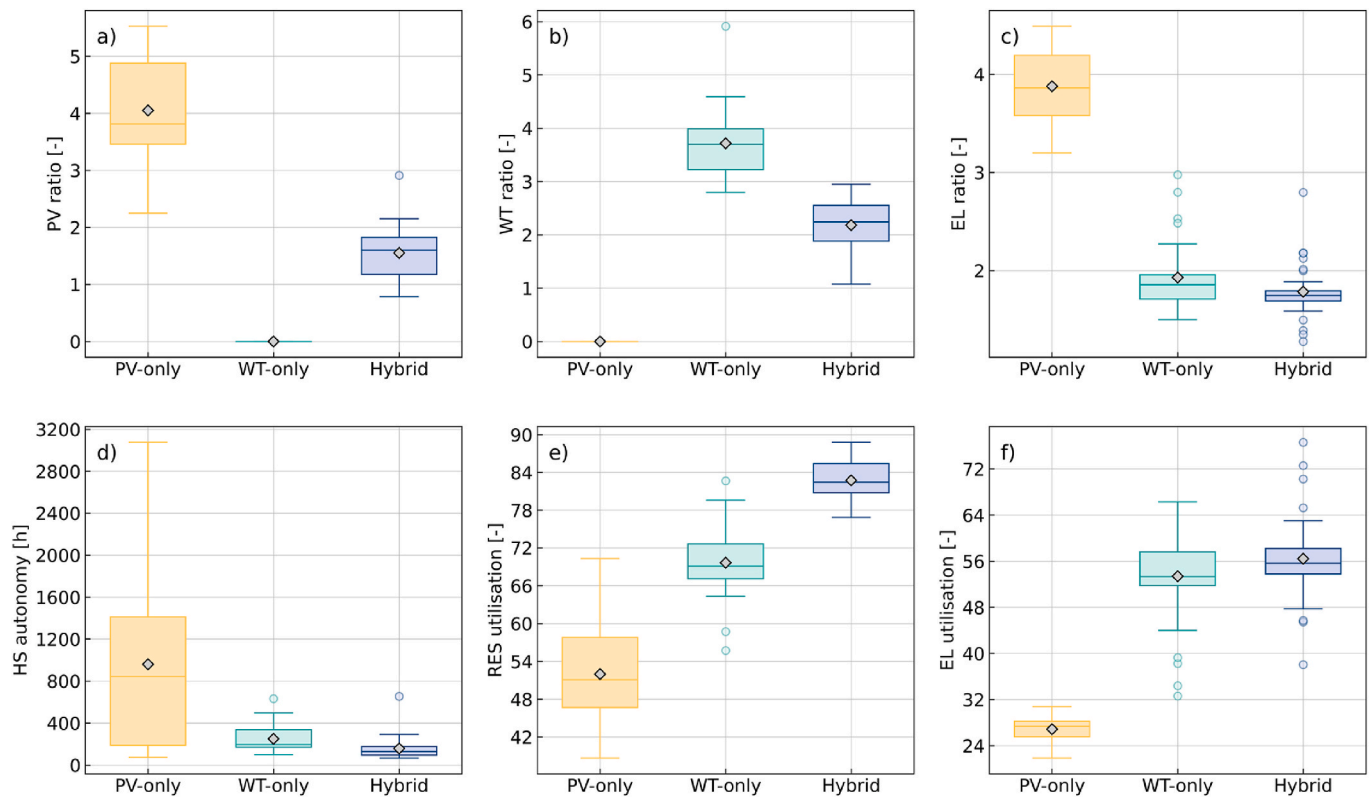 a)
PV ratio [-]
5
4
3
2
1
0
PV-only WT-only Hybrid
b)
WT ratio [-]
6
5
4
3
2
1
0
PV-only WT-only Hybrid
c)
EL ratio [-]
4
3
2
PV-only WT-only Hybrid
d)
HS autonomy [h]
3200
2800
2400
2000
1600
1200
800
400
0
PV-only WT-only Hybrid
e)
RES utilisation [-]
90
84
78
72
66
60
54
48
42
PV-only WT-only Hybrid
f)
EL utilisation [-]
72
64
56
48
40
32
24
PV-only WT-only Hybrid